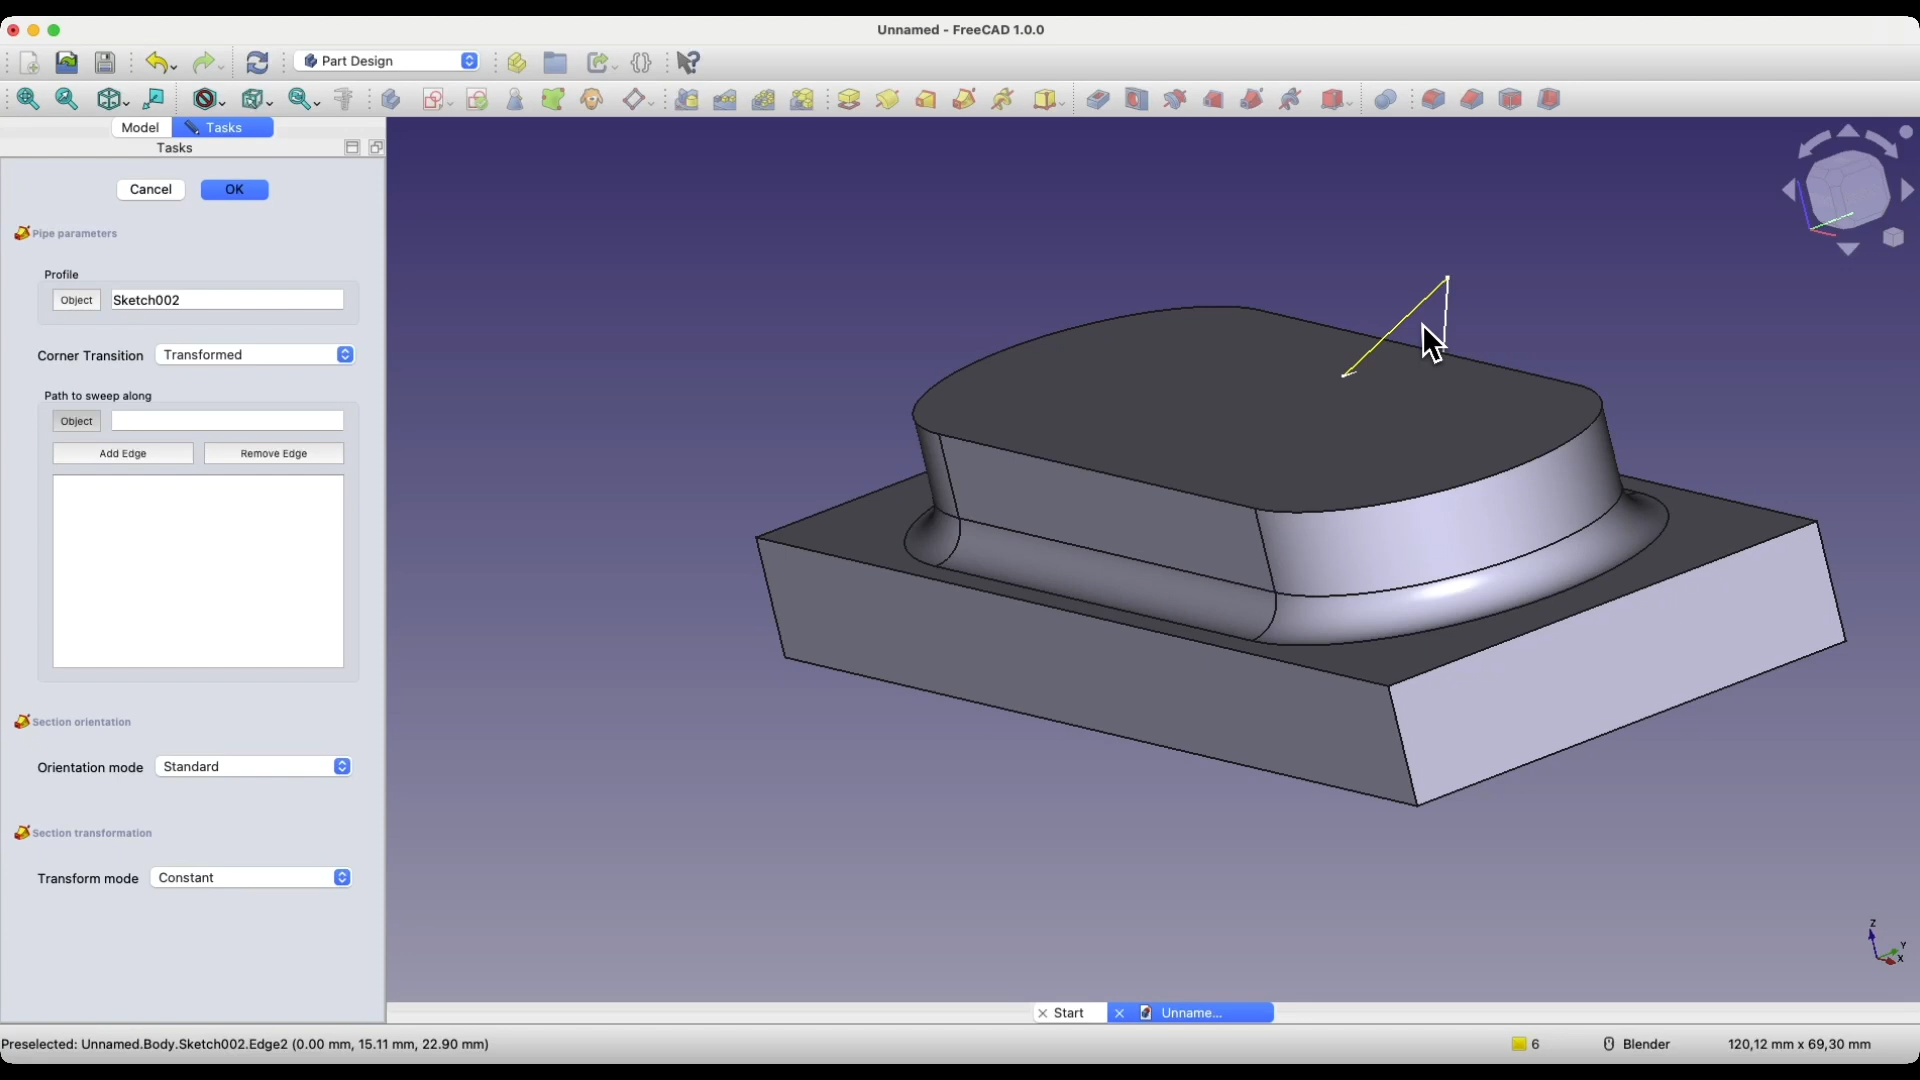 Unnamed - FreeCAD 1.0.0
Part Design
Model
Tasks
Tasks
Cancel
OK
Pipe parameters
Profile
Object
Sketch002
Corner Transition
Transformed
Path to sweep along
Object
Add Edge
Remove Edge
Section orientation
Orientation mode
Standard
Section transformation
Transform mode
Constant
Z
Y
X
Start
Unname...
Preselected: Unnamed.Body.Sketch002.Edge2 (0.00 mm, 15.11 mm, 22.90 mm)
6
Blender
120,12 mm x 69,30 mm